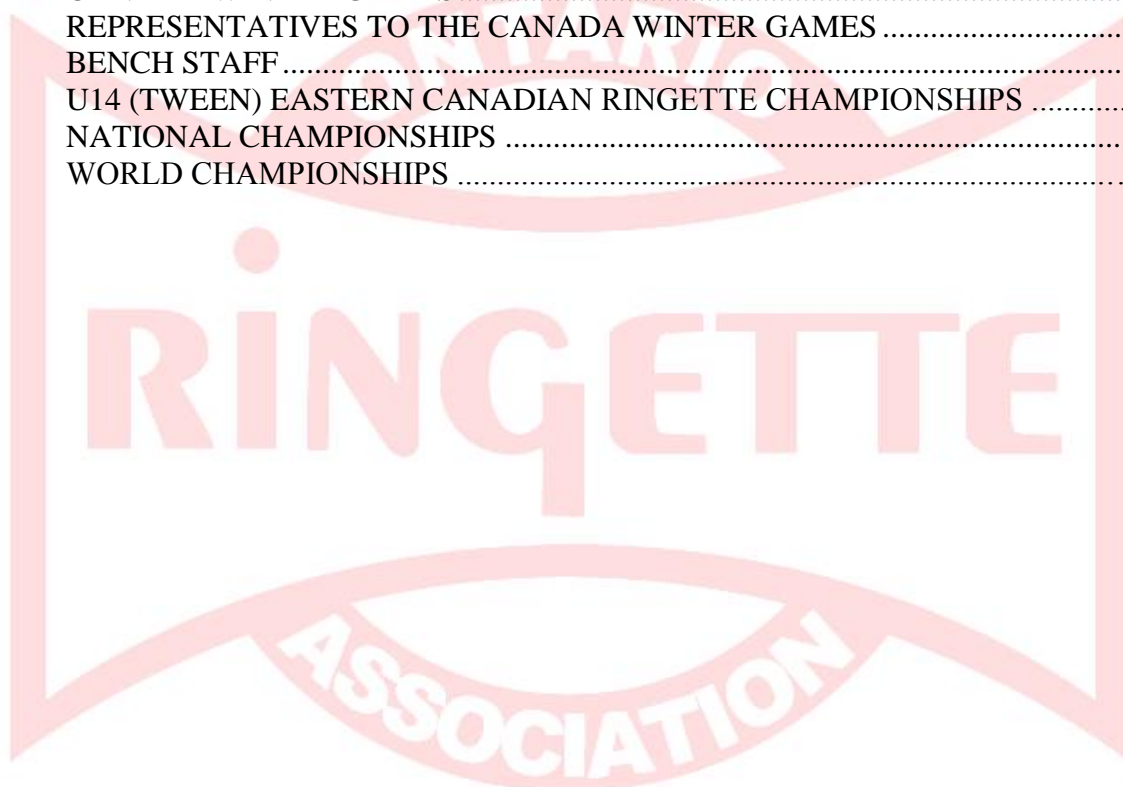 REPRESENTATIVES TO THE CANADA WINTER GAMES ....................................
BENCH STAFF ....................................................................................................................
U14 (TWEEN) EASTERN CANADIAN RINGETTE CHAMPIONSHIPS ..............
NATIONAL CHAMPIONSHIPS ...................................................................................
WORLD CHAMPIONSHIPS ..........................................................................................
ONTARIO
RiNGETTE
ASSOCIATION